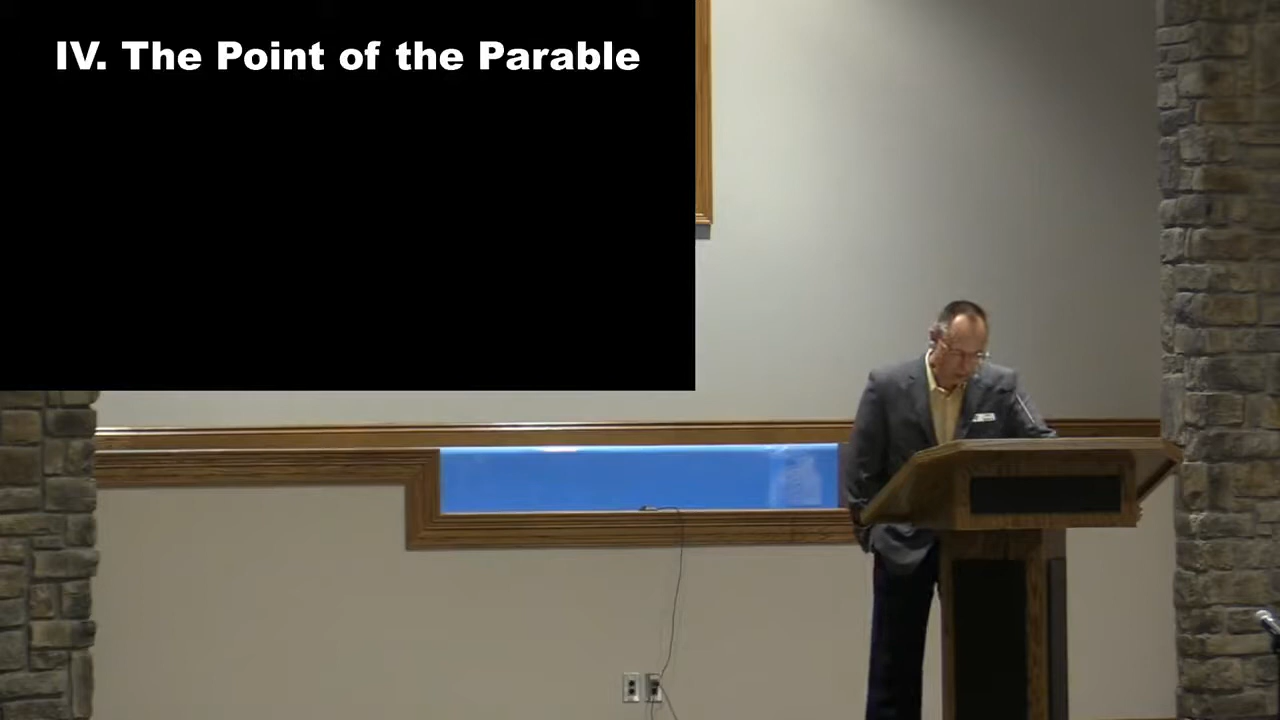 IV. The Point of the Parable